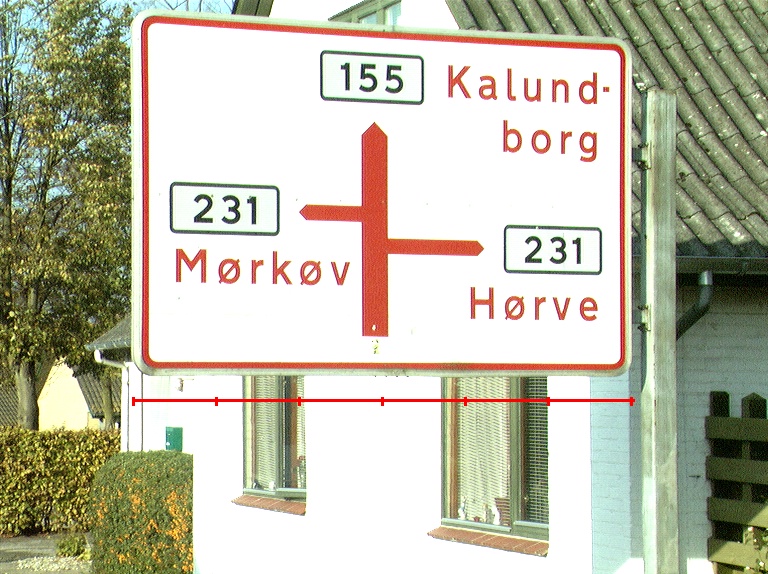 155
Kalund-
borg
231
Mørkøv
231
Hørve